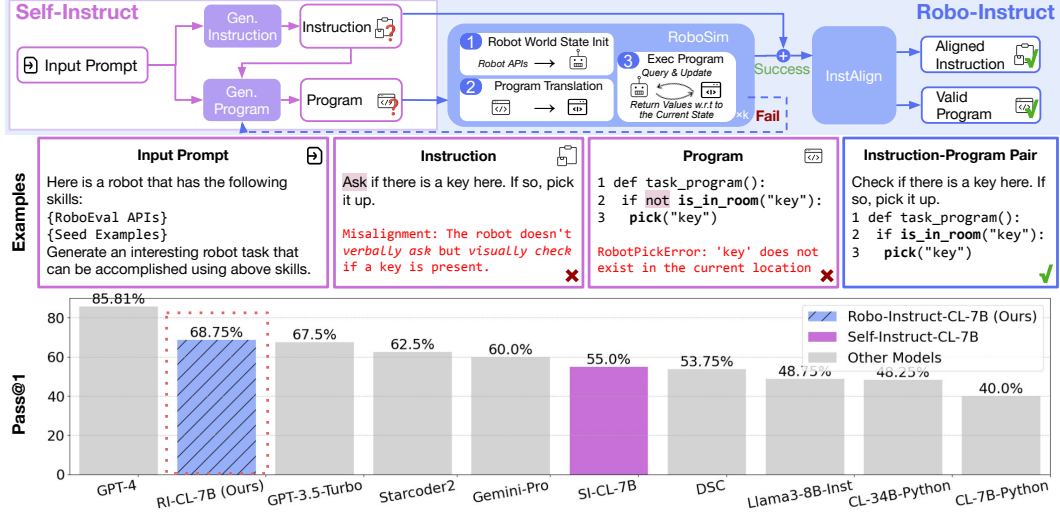 Self-Instruct
Robo-Instruct
Input Prompt
Gen. Instruction
Instruction
?
Gen. Program
Program
?
RoboSim
1 Robot World State Init
Robot APIs
2 Program Translation
3 Exec Program
Query & Update
Return Values w.r.t to
the Current State
×k
Success
Fail
InstAlign
Aligned
Instruction
Valid
Program
Examples
Input Prompt
Here is a robot that has the following
skills:
{RoboEval APIs}
{Seed Examples}
Generate an interesting robot task that
can be accomplished using above skills.
Instruction
Ask if there is a key here. If so, pick
it up.
Misalignment: The robot doesn't
verbally ask but visually check
if a key is present.
Program
1 def task_program():
2 if not is_in_room("key"):
3 pick("key")
RobotPickError: 'key' does not
exist in the current location
Instruction-Program Pair
Check if there is a key here. If
so, pick it up.
1 def task_program():
2 if is_in_room("key"):
3 pick("key")
Pass@1
80
60
40
20
0
85.81%
68.75%
67.5%
62.5%
60.0%
55.0%
53.75%
48.75%
48.25%
40.0%
Robo-Instruct-CL-7B (Ours)
Self-Instruct-CL-7B
Other Models
GPT-4
RI-CL-7B (Ours)
GPT-3.5-Turbo
Starcoder2
Gemini-Pro
SI-CL-7B
DSC
Llama3-8B-Inst
CL-34B-Python
CL-7B-Python